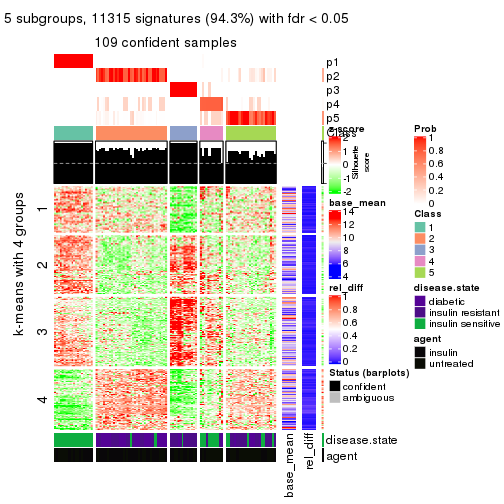 5 subgroups, 11315 signatures (94.3%) with fdr < 0.05
109 confident samples
p1
p2
p3
p4
p5
Class
Silhouette
score
k-means with 4 groups
1
2
3
4
base_mean
rel_diff
disease.state
agent
z-score
2
1
0
-1
-2
base_mean
14
12
10
8
6
4
rel_diff
1
0.8
0.6
0.4
0.2
0
Status (barplots)
confident
ambiguous
Prob
1
0.8
0.6
0.4
0.2
0
Class
1
2
3
4
5
disease.state
diabetic
insulin resistant
insulin sensitive
agent
insulin
untreated